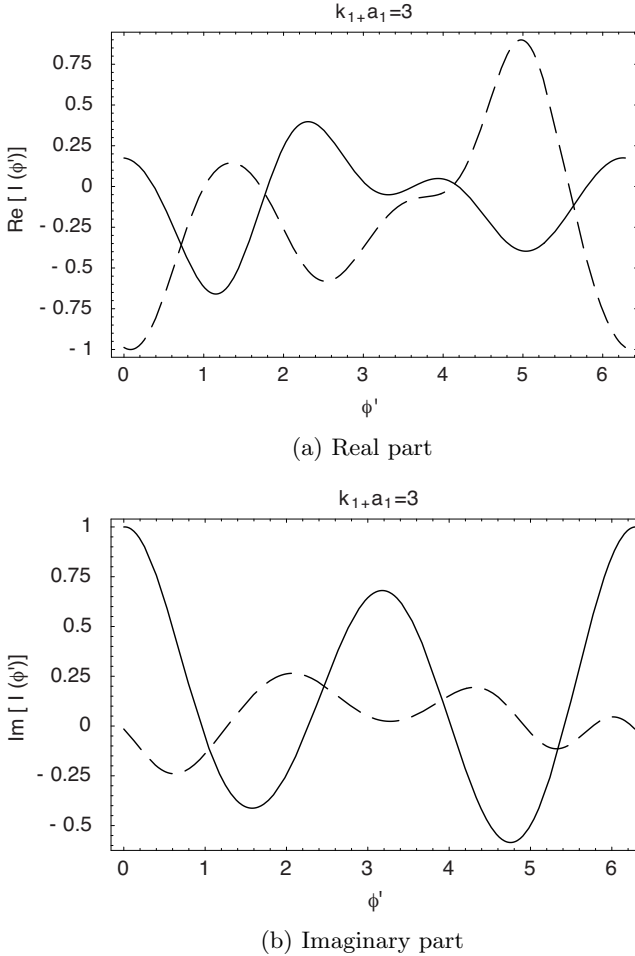 k₁₊a₁=3
0.75
0.5
0.25
0
- 0.25
- 0.5
- 0.75
- 1
Re [ I (ϕ')]
0 1 2 3 4 5 6
ϕ'
(a) Real part
k₁₊a₁=3
1
0.75
0.5
0.25
0
- 0.25
- 0.5
Im [ I (ϕ')]
0 1 2 3 4 5 6
ϕ'
(b) Imaginary part